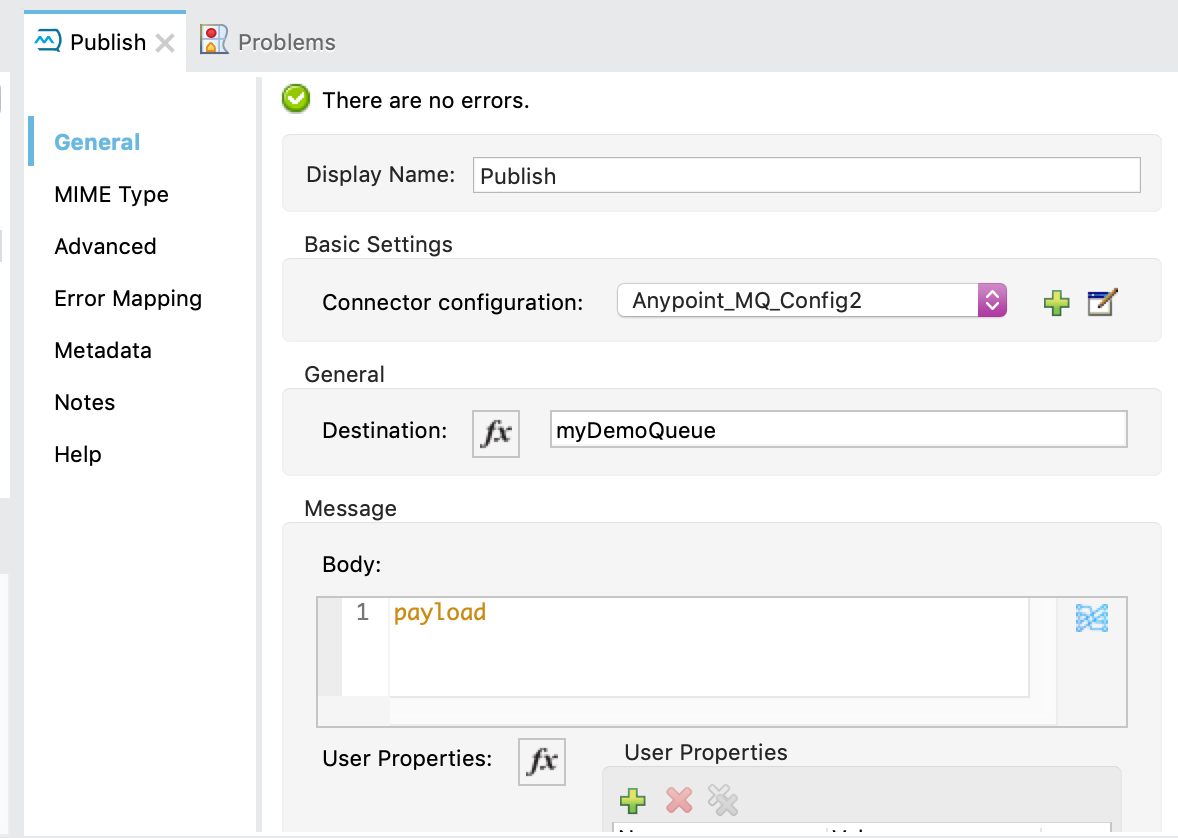 Publish
Problems
There are no errors.
General
MIME Type
Advanced
Error Mapping
Metadata
Notes
Help
Display Name: Publish
Basic Settings
Connector configuration: Anypoint_MQ_Config2
General
Destination: fx myDemoQueue
Message
Body:
1 payload
User Properties: fx
User Properties